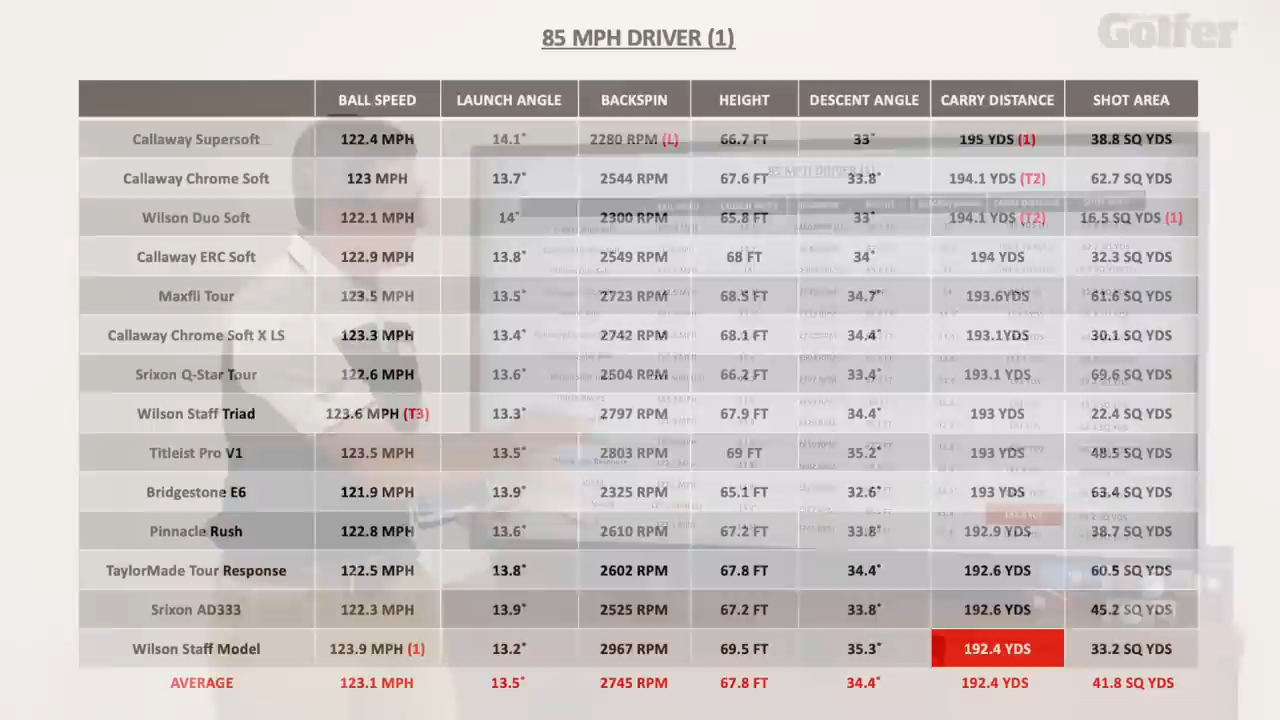 Golfer
85 MPH DRIVER (1)
BALL SPEED LAUNCH ANGLE BACKSPIN HEIGHT DESCENT ANGLE CARRY DISTANCE SHOT AREA
Callaway Supersoft 122.4 MPH 14.1° 2280 RPM (L) 66.7 FT 33° 195 YDS (1) 38.8 SQ YDS
Callaway Chrome Soft 123 MPH 13.7° 2544 RPM 67.6 FT 33.8° 194.1 YDS (T2) 62.7 SQ YDS
Wilson Duo Soft 122.1 MPH 14° 2300 RPM 65.8 FT 33° 194.1 YDS (T2) 16.5 SQ YDS (1)
Callaway ERC Soft 122.9 MPH 13.8° 2549 RPM 68 FT 34° 194 YDS 32.3 SQ YDS
Maxfli Tour 123.5 MPH 13.5° 2723 RPM 68.5 FT 34.7° 193.6YDS 61.6 SQ YDS
Callaway Chrome Soft X LS 123.3 MPH 13.4° 2742 RPM 68.1 FT 34.4° 193.1YDS 30.1 SQ YDS
Srixon Q-Star Tour 122.6 MPH 13.6° 2504 RPM 66.2 FT 33.4° 193.1 YDS 69.6 SQ YDS
Wilson Staff Triad 123.6 MPH (T3) 13.3° 2797 RPM 67.9 FT 34.4° 193 YDS 22.4 SQ YDS
Titleist Pro V1 123.5 MPH 13.5° 2803 RPM 69 FT 35.2° 193 YDS 48.5 SQ YDS
Bridgestone E6 121.9 MPH 13.9° 2325 RPM 65.1 FT 32.6° 193 YDS 63.4 SQ YDS
Pinnacle Rush 122.8 MPH 13.6° 2610 RPM 67.2 FT 33.8° 192.9 YDS 38.7 SQ YDS
TaylorMade Tour Response 122.5 MPH 13.8° 2602 RPM 67.8 FT 34.4° 192.6 YDS 60.5 SQ YDS
Srixon AD333 122.3 MPH 13.9° 2525 RPM 67.2 FT 33.8° 192.6 YDS 45.2 SQ YDS
Wilson Staff Model 123.9 MPH (1) 13.2° 2967 RPM 69.5 FT 35.3° 192.4 YDS 33.2 SQ YDS
AVERAGE 123.1 MPH 13.5° 2745 RPM 67.8 FT 34.4° 192.4 YDS 41.8 SQ YDS
85 MPH DRIVER (1)